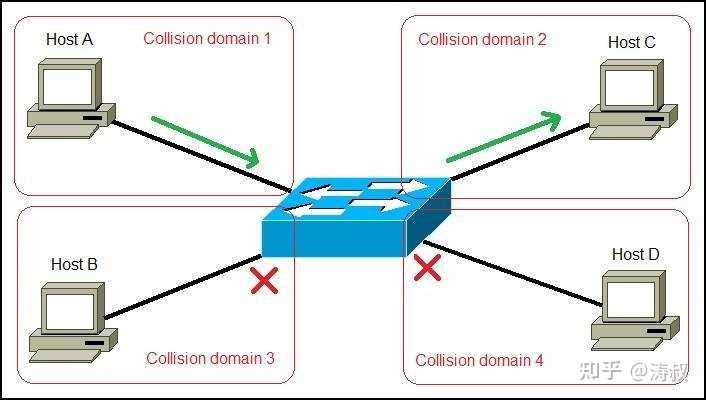 Host A
Collision domain 1
Collision domain 2
Host C
Host B
Collision domain 3
Host D
Collision domain 4
知乎 @涛叔